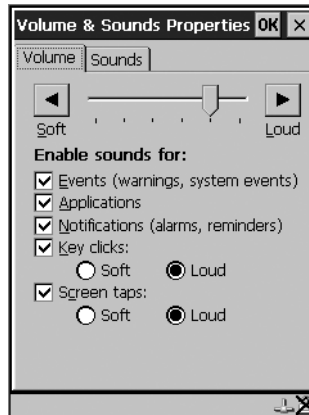 Volume & Sounds Properties OK ×
Volume Sounds
Soft Loud
Enable sounds for:
Events (warnings, system events)
Applications
Notifications (alarms, reminders)
Key clicks:
Soft Loud
Screen taps:
Soft Loud